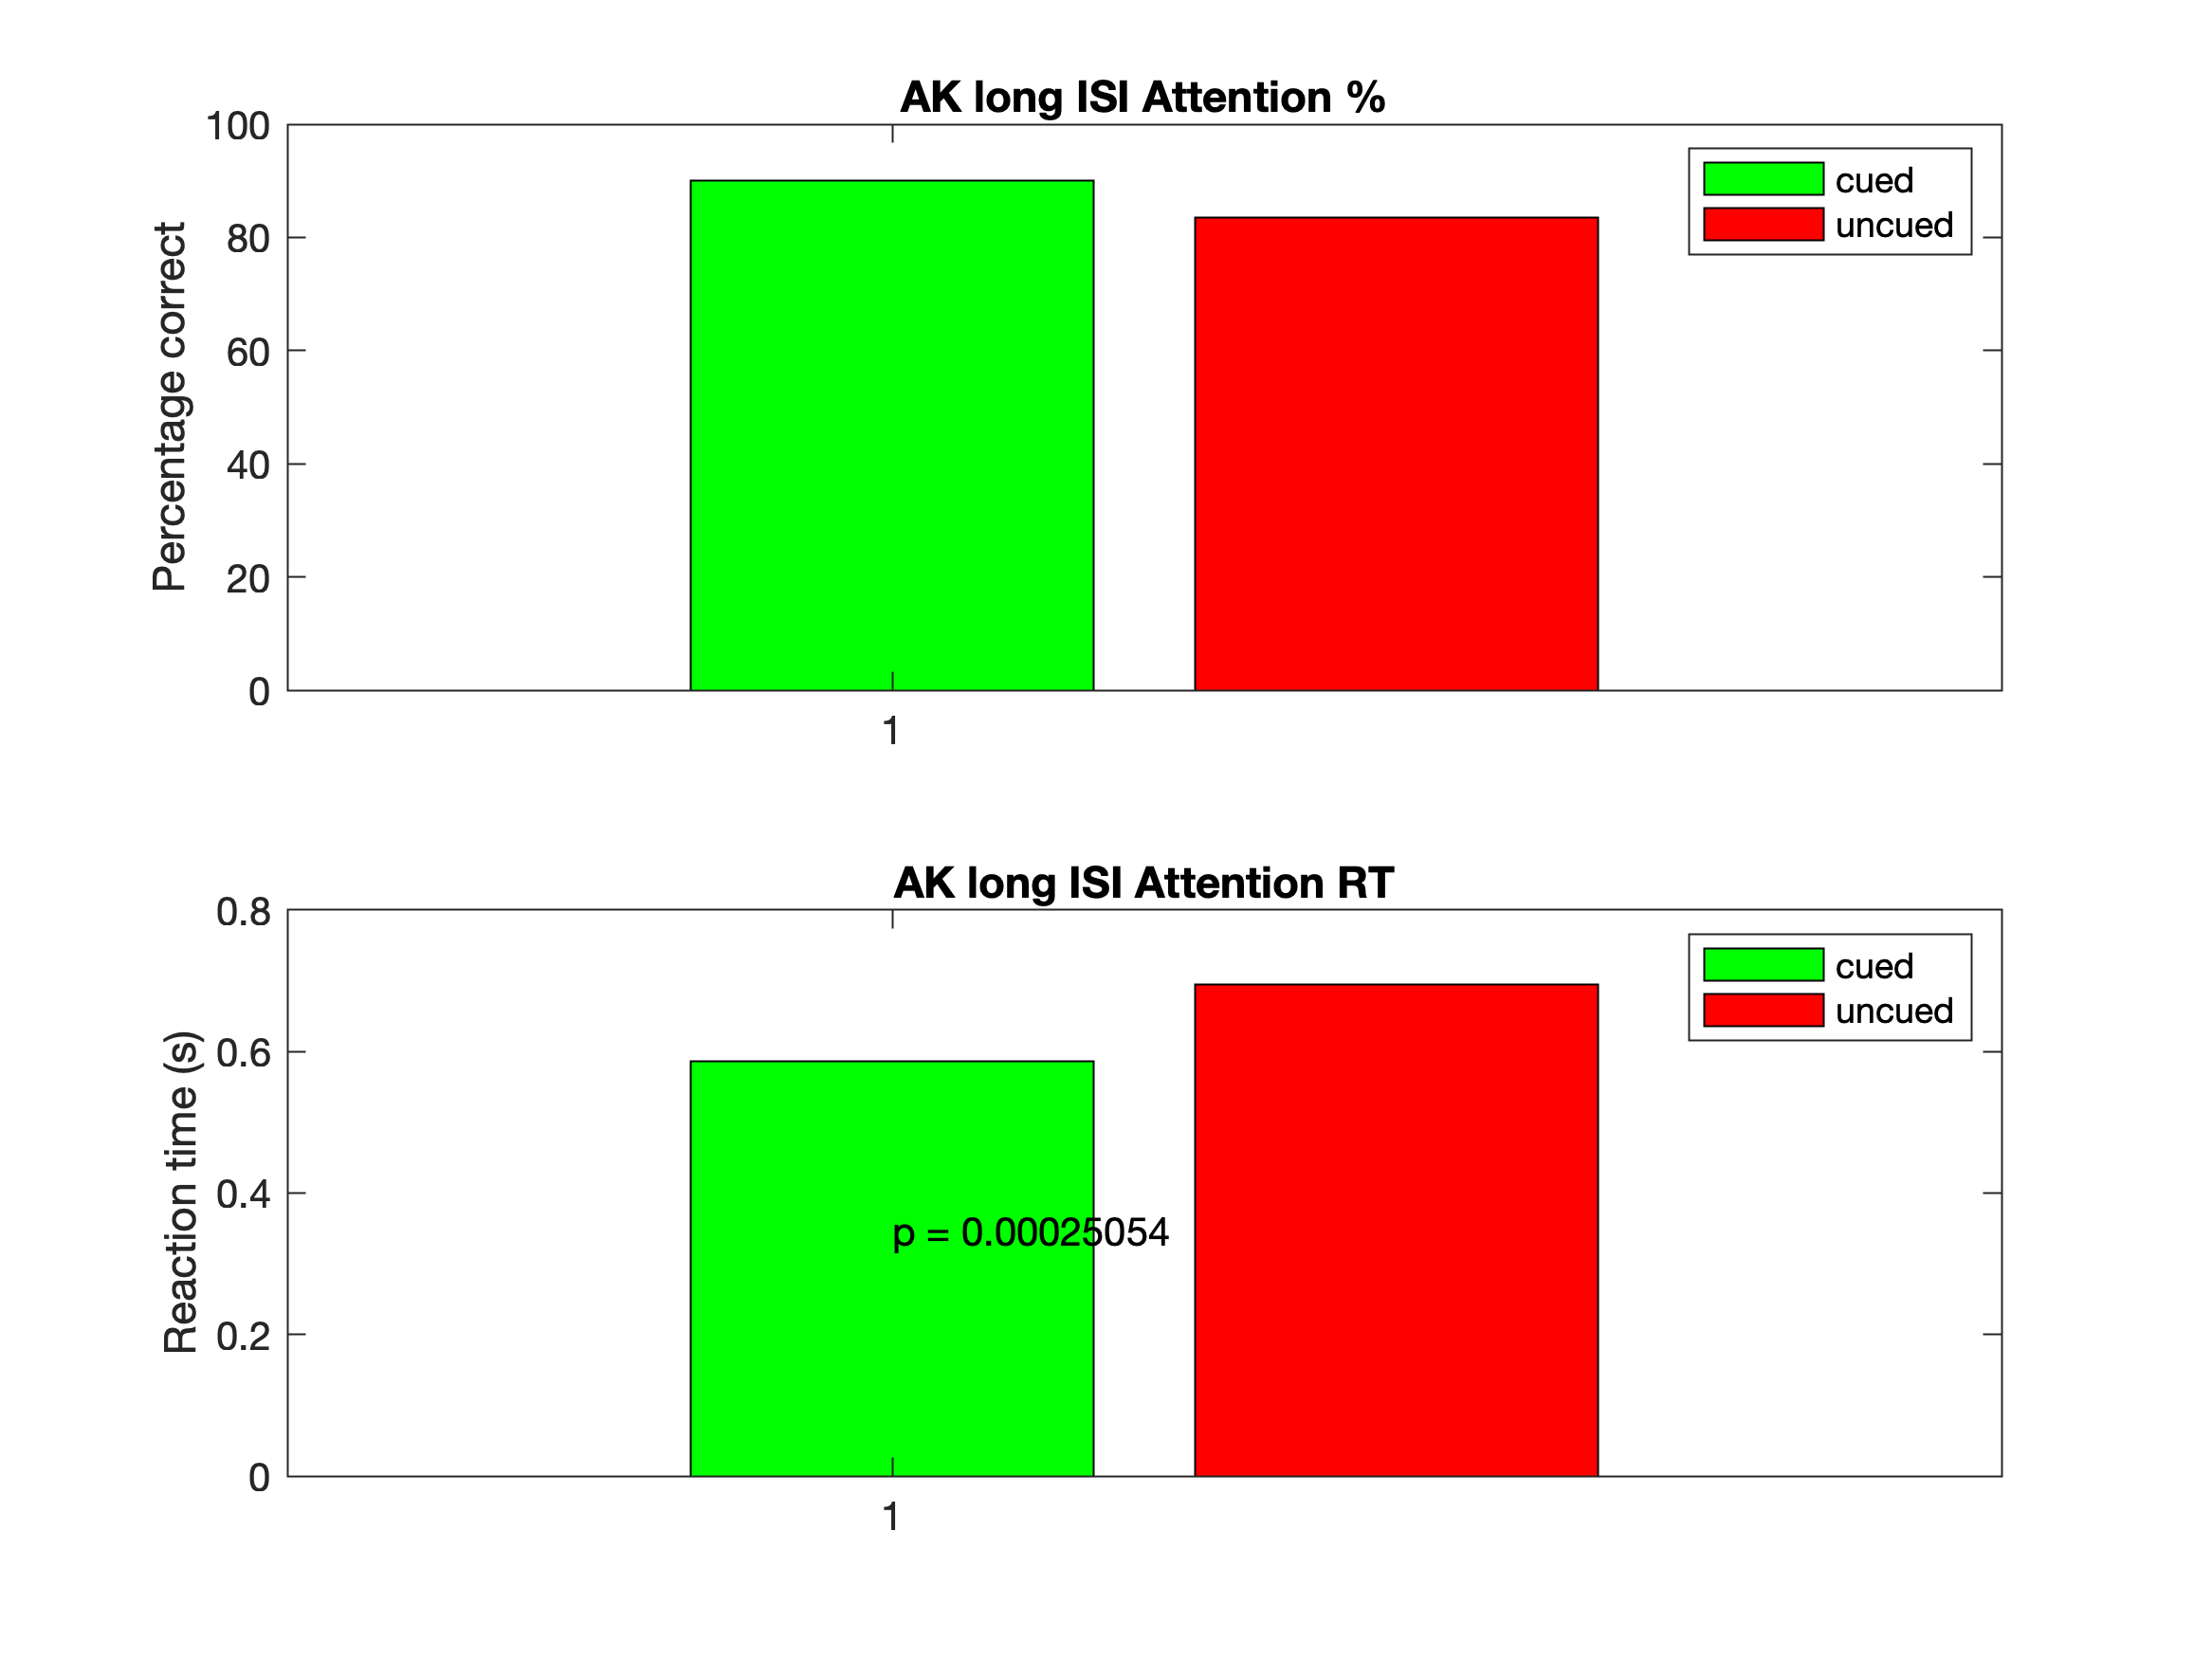 AK long ISI Attention %
100
80
60
40
20
0
Percentage correct
cued
uncued
1
AK long ISI Attention RT
0.8
0.6
0.4
0.2
0
Reaction time (s)
cued
uncued
p = 0.00025054
1